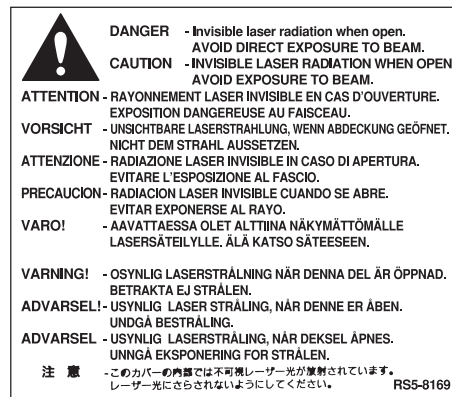 DANGER - Invisible laser radiation when open.
AVOID DIRECT EXPOSURE TO BEAM.
CAUTION - INVISIBLE LASER RADIATION WHEN OPEN
AVOID EXPOSURE TO BEAM.
ATTENTION - RAYONNEMENT LASER INVISIBLE EN CAS D'OUVERTURE.
EXPOSITION DANGEREUSE AU FAISCEAU.
VORSICHT - UNSICHTBARE LASERSTRAHLUNG, WENN ABDECKUNG GEÖFNET.
NICHT DEM STRAHL AUSSETZEN.
ATTENZIONE - RADIAZIONE LASER INVISIBLE IN CASO DI APERTURA.
EVITARE L'ESPOSIZIONE AL FASCIO.
PRECAUCION - RADIACION LASER INVISIBLE CUANDO SE ABRE.
EVITAR EXPONERSE AL RAYO.
VARO! - AAVATTAESSA OLET ALTTIINA NÄKYMÄTTÖMÄLLE
LASERSÄTEILYLLE. ÄLÄ KATSO SÄTEESEEN.
VARNING! - OSYNLIG LASERSTRÅLNING NÄR DENNA DEL ÄR ÖPPNAD.
BETRAKTA EJ STRÅLEN.
ADVARSEL! - USYNLIG LASER STRÅLING, NÅR DENNE ER ÅBEN.
UNDGÅ BESTRÅLING.
ADVARSEL - USYNLIG LASERSTRÅLING, NÅR DEKSEL ÅPNES.
UNNGÅ EKSPONERING FOR STRÅLEN.
注 意 - このカバーの内部では不可視レーザー光が放射されています。
レーザー光にさらされないようにしてください。 RS5-8169